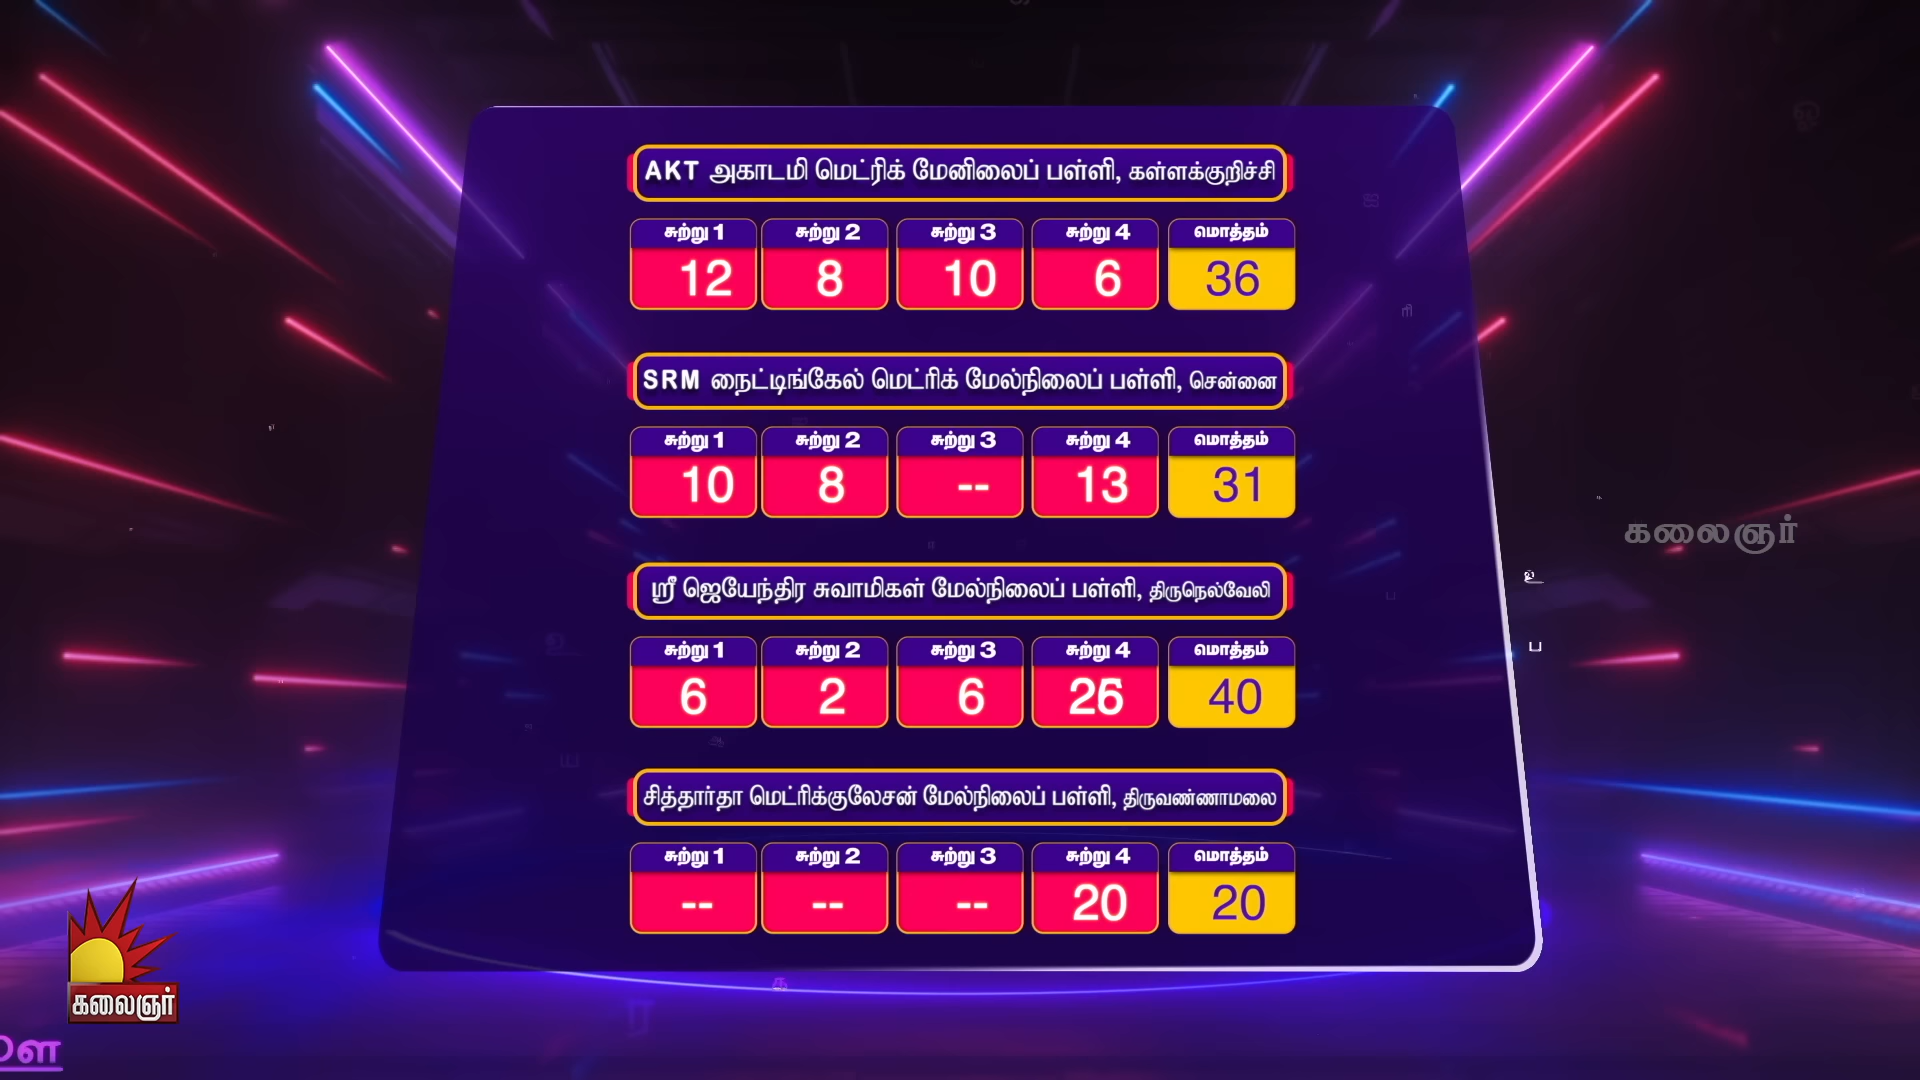 AKT அகாடமி மெட்ரிக் மேனிலைப் பள்ளி, கள்ளக்குறிச்சி
சுற்று 1 சுற்று 2 சுற்று 3 சுற்று 4 மொத்தம்
12 8 10 6 36
SRM நைட்டிங்கேல் மெட்ரிக் மேல்நிலைப் பள்ளி, சென்னை
சுற்று 1 சுற்று 2 சுற்று 3 சுற்று 4 மொத்தம்
10 8 -- 13 31
ஸ்ரீ ஜெயேந்திர சுவாமிகள் மேல்நிலைப் பள்ளி, திருநெல்வேலி
சுற்று 1 சுற்று 2 சுற்று 3 சுற்று 4 மொத்தம்
6 2 6 26 40
சித்தார்தா மெட்ரிக்குலேசன் மேல்நிலைப் பள்ளி, திருவண்ணாமலை
சுற்று 1 சுற்று 2 சுற்று 3 சுற்று 4 மொத்தம்
-- -- -- 20 20
கலைஞர்
உ
ப
கலைஞர்